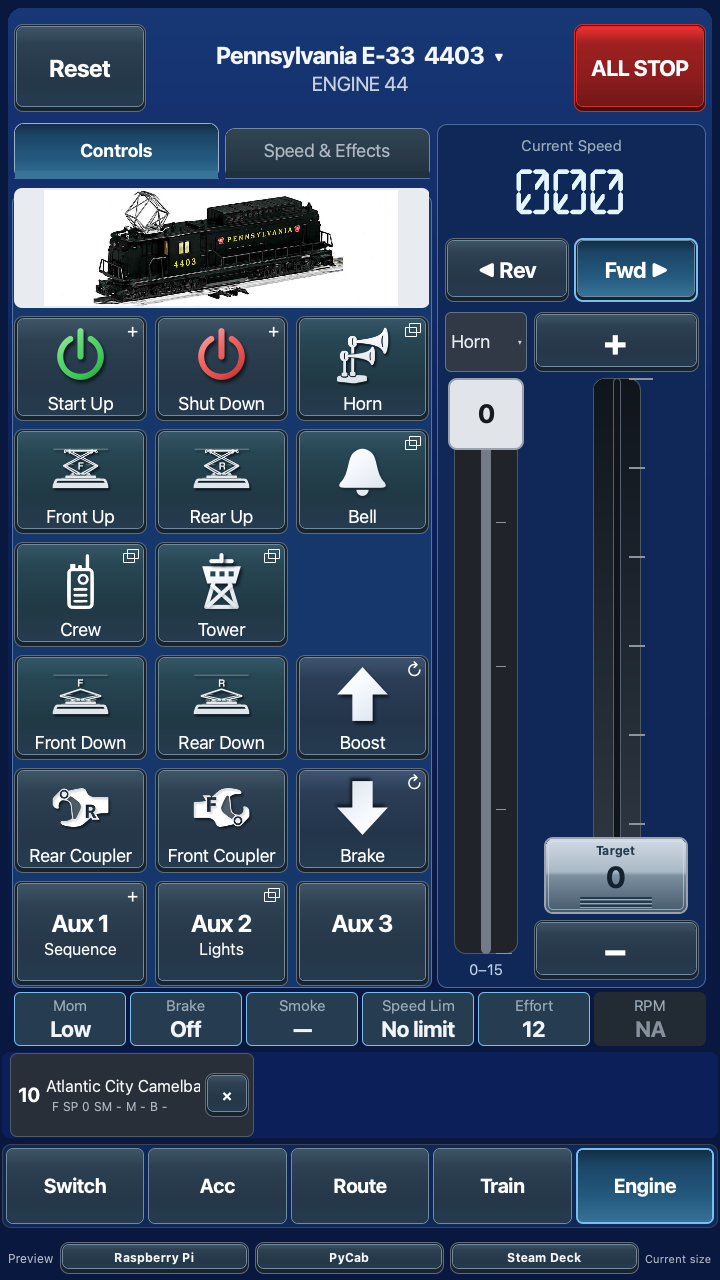 Reset
Pennsylvania E-33 4403 ▼
ENGINE 44
ALL STOP
Controls
Speed & Effects
Current Speed
000
PENNSYLVANIA
4403
◀ Rev
Fwd ▶
Horn
+
Start Up
+
Shut Down
+
Horn
0
F
Front Up
R
Rear Up
Bell
Crew
Tower
F
Front Down
R
Rear Down
Boost
R
Rear Coupler
F
Front Coupler
Brake
Target
0
Aux 1
Sequence
+
Aux 2
Lights
Aux 3
–
0–15
Mom
Low
Brake
Off
Smoke
—
Speed Lim
No limit
Effort
12
RPM
NA
10
Atlantic City Camelba
F SP 0 SM - M - B -
×
Switch
Acc
Route
Train
Engine
Preview
Raspberry Pi
PyCab
Steam Deck
Current size